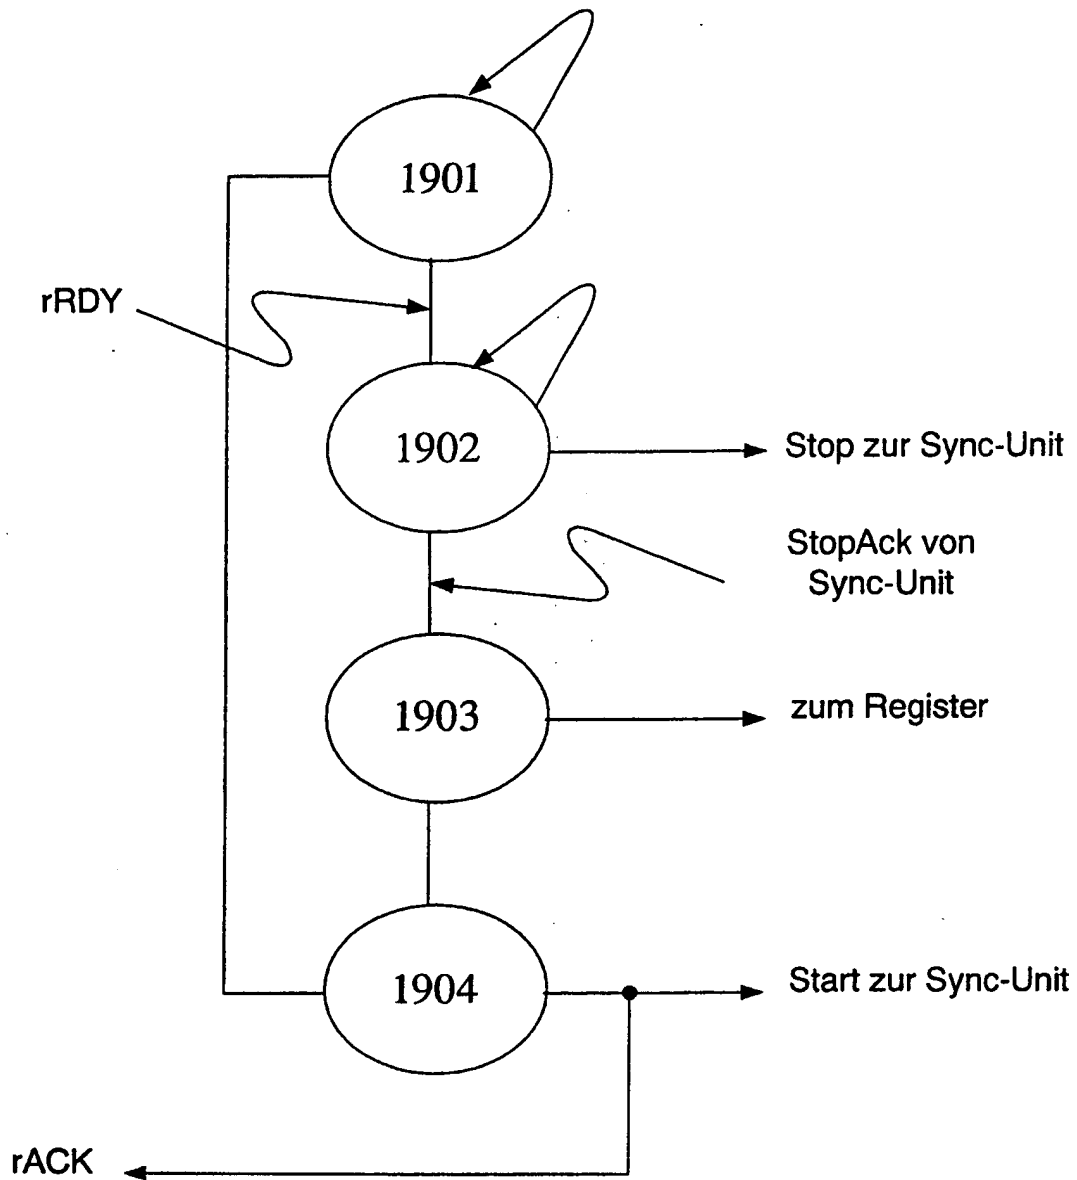 1901
rRDY
1902
Stop zur Sync-Unit
StopAck von
Sync-Unit
1903
zum Register
1904
Start zur Sync-Unit
rACK